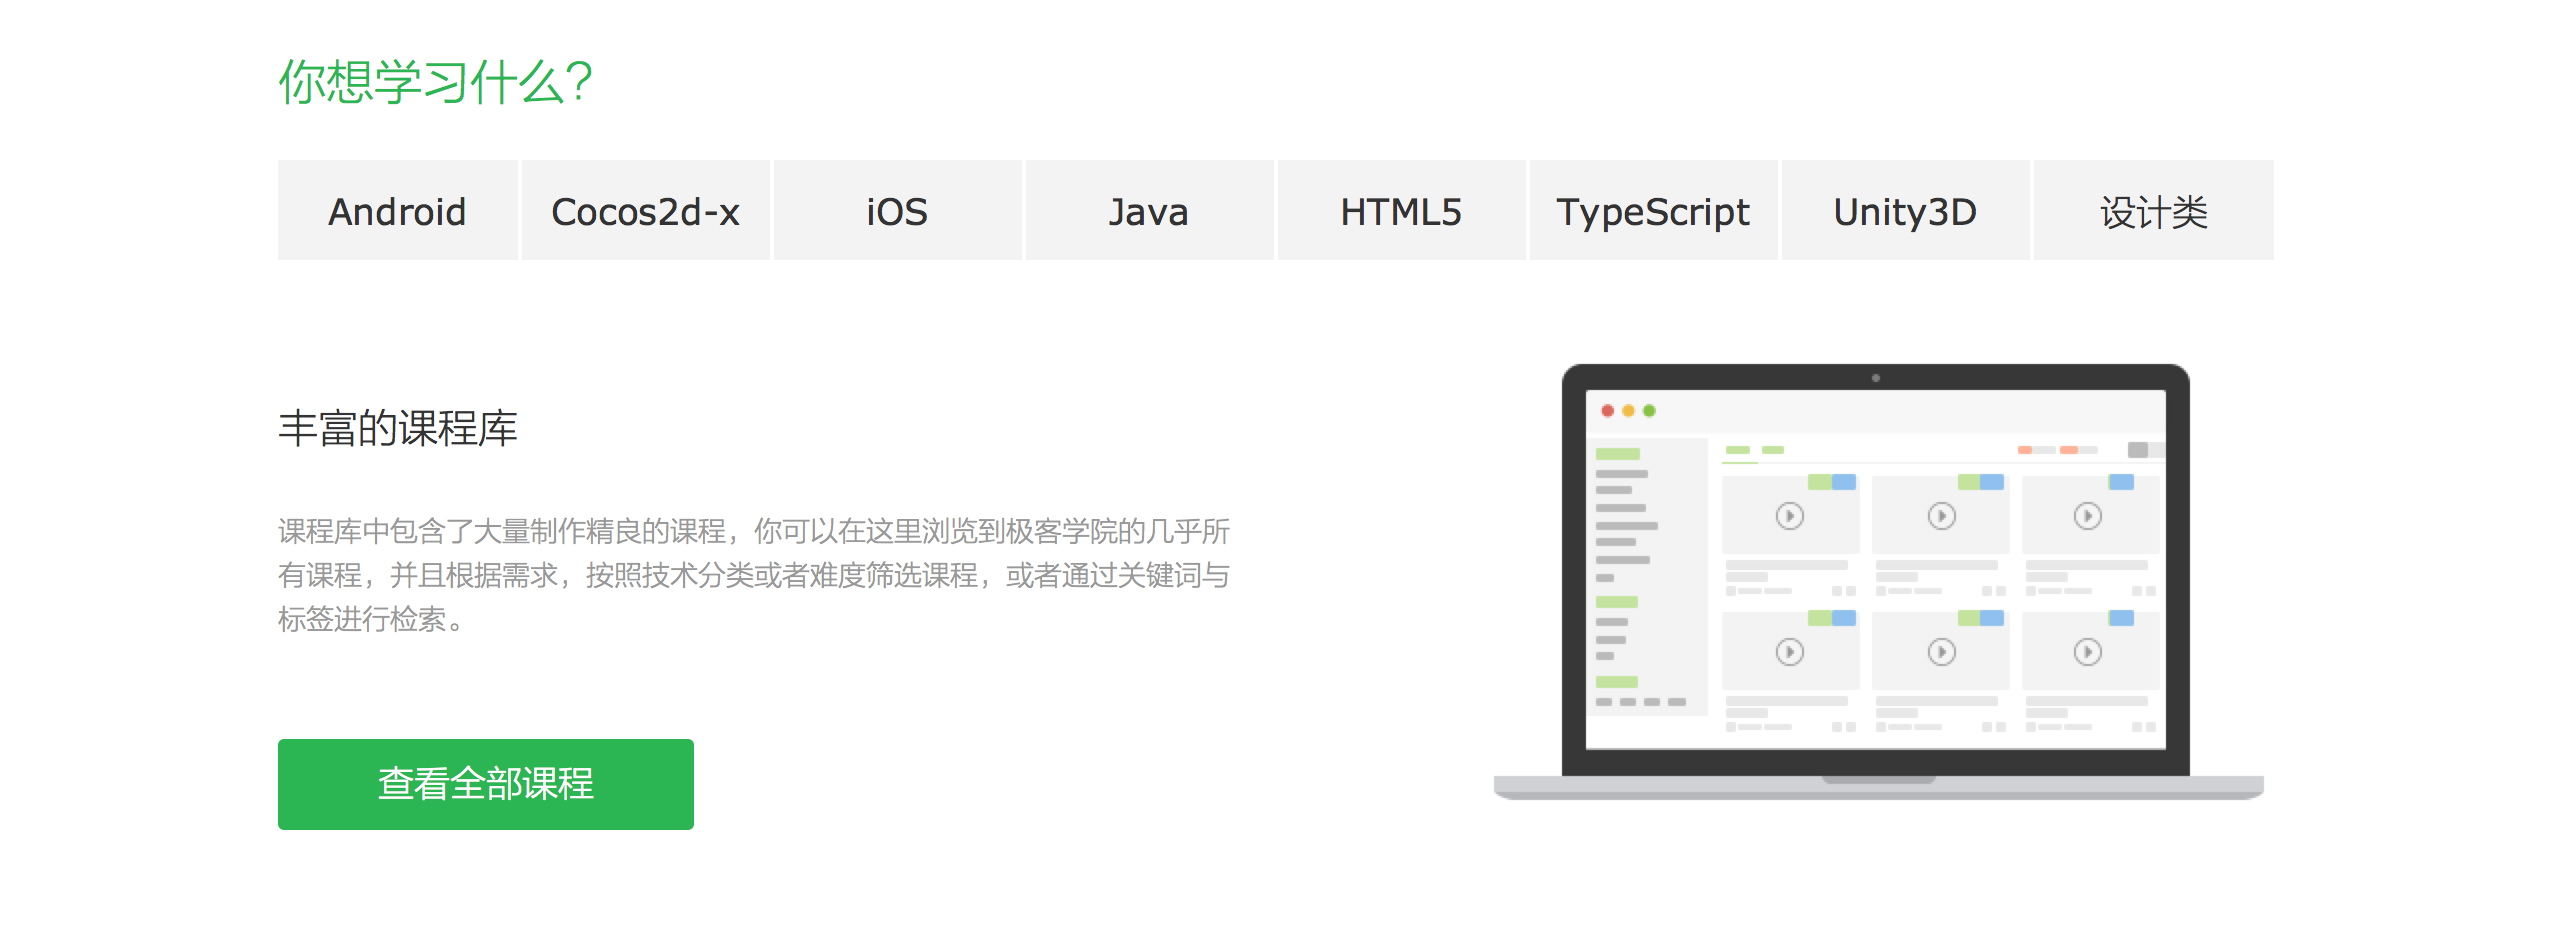 你想学习什么?
Android Cocos2d-x iOS Java HTML5 TypeScript Unity3D 设计类
丰富的课程库
课程库中包含了大量制作精良的课程，你可以在这里浏览到极客学院的几乎所
有课程，并且根据需求，按照技术分类或者难度筛选课程，或者通过关键词与
标签进行检索。
查看全部课程